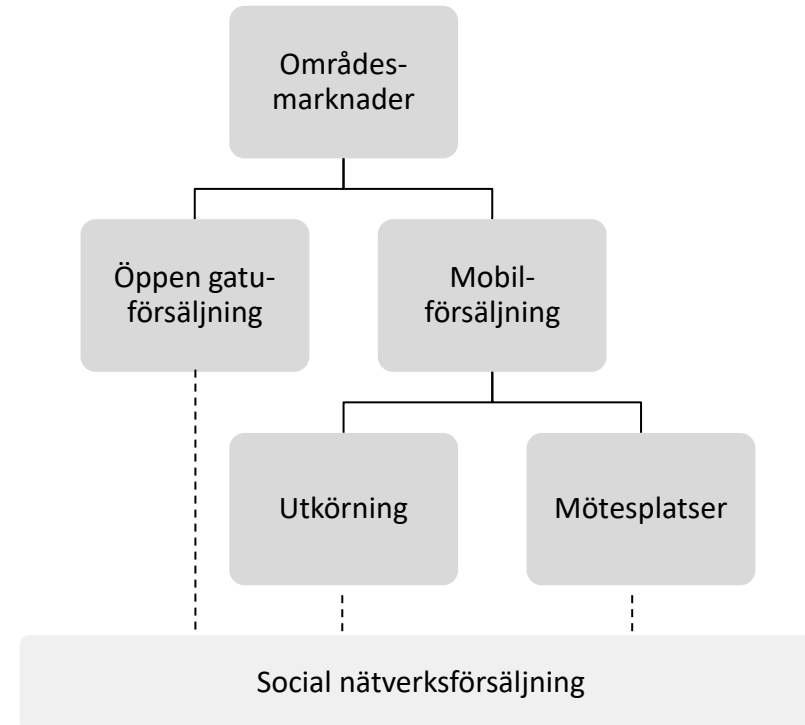 Områdes-
marknader
Öppen gatu-
försäljning
Mobil-
försäljning
Utkörning
Mötesplatser
Social nätverksförsäljning